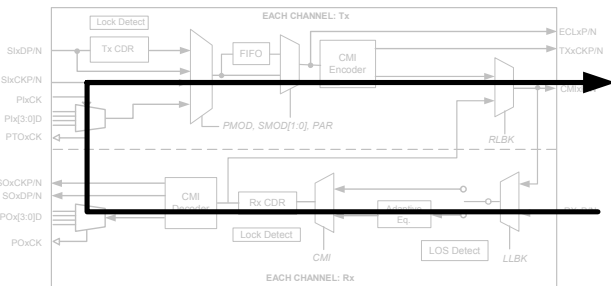 EACH CHANNEL: Tx
Lock Detect
ECLxP/N
SIxDP/N
Tx CDR
TXxCKP/N
FIFO
CMI
Encoder
SIxCKP/N
PIxCK
PIx[3:0]D
PMOD, SMOD[1:0], PAR
PTOxCK
RLBK
SOxCKP/N
SOxDP/N
CMI
Decoder
Rx CDR
POx[3:0]D
Eq.
Lock Detect
LOS Detect
POxCK
CMI
LLBK
EACH CHANNEL: Rx